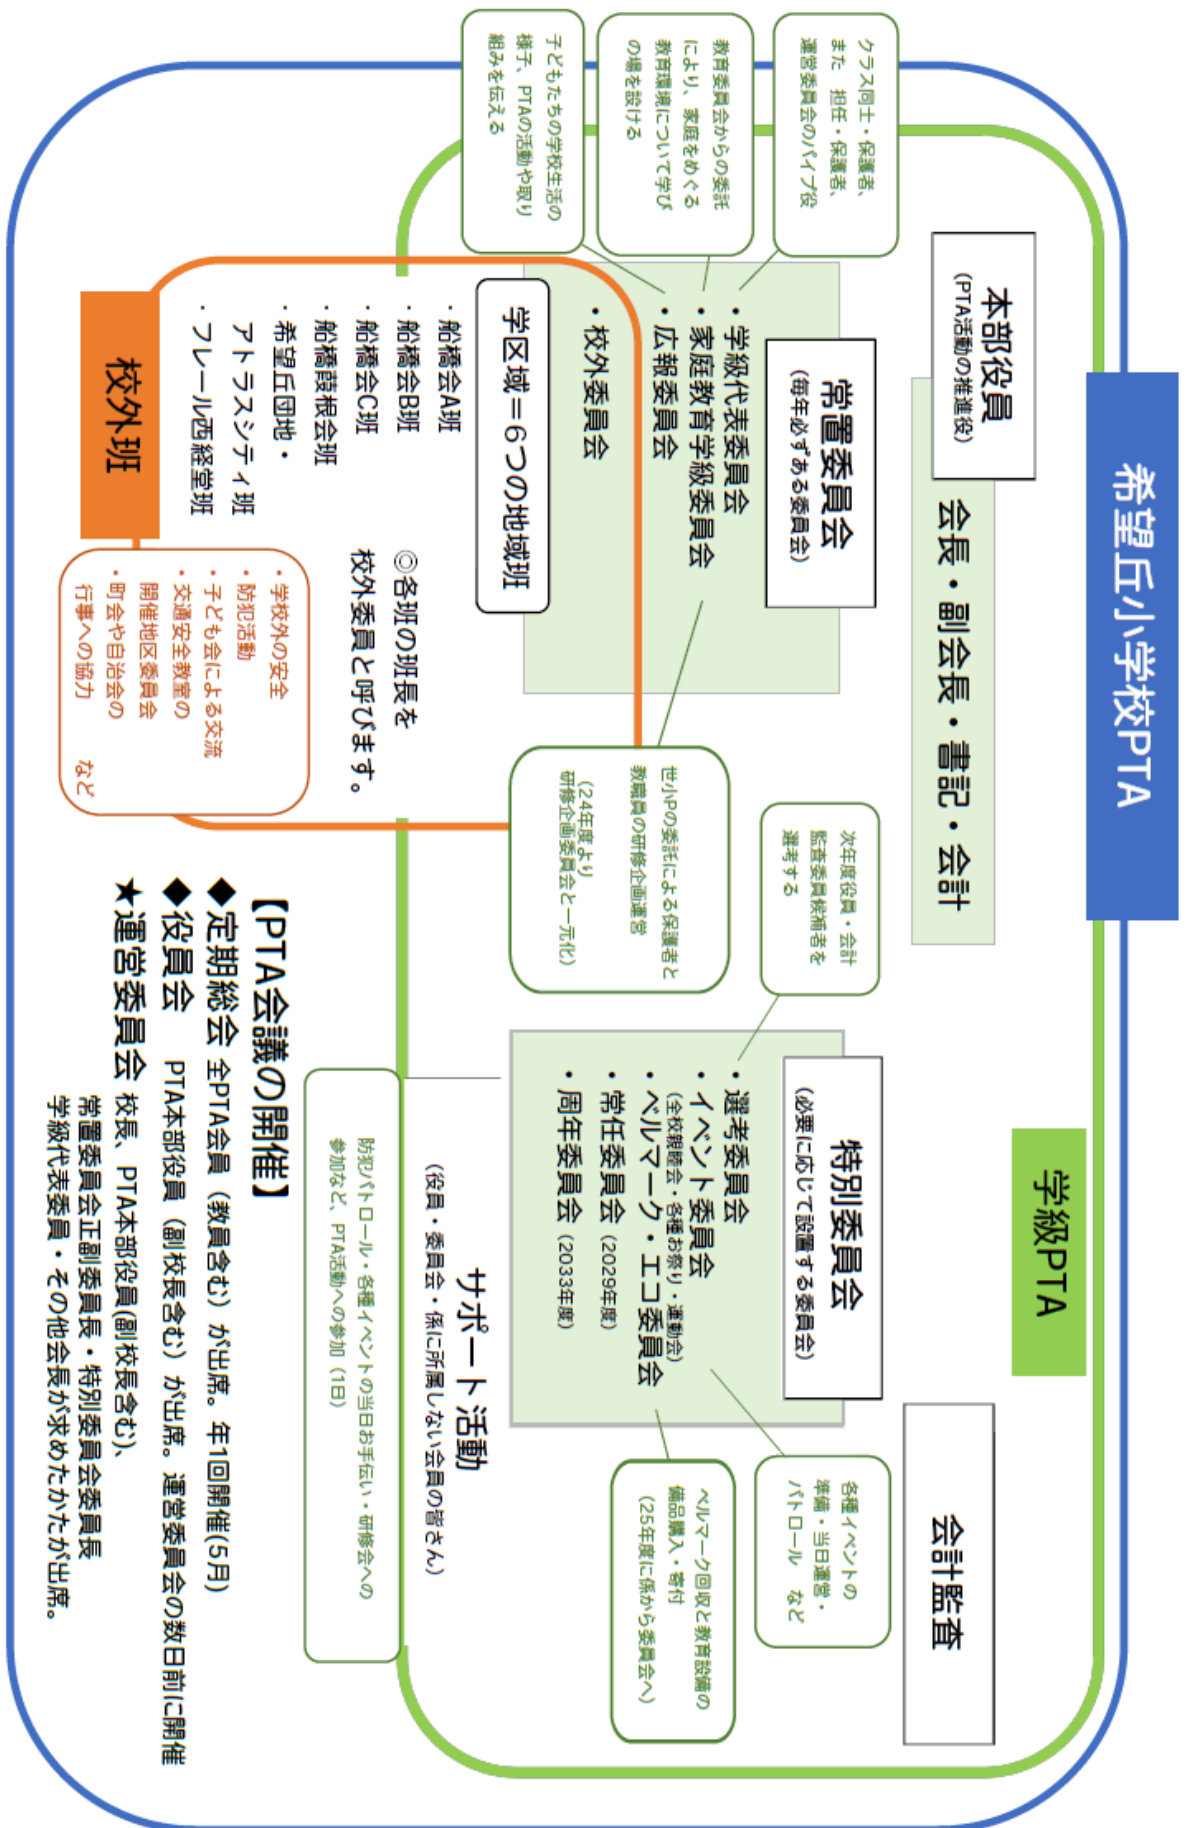 希望丘小学校PTA
学級PTA
本部役員
(PTA活動の推進役)
会長・副会長・書記・会計
会計監査
クラス同士・保護者、
また 担任・保護者、
運営委員会のパイプ役
教育委員会からの委託
により、家庭をめぐる
教育環境について学び
の場を設ける
子どもたちの学校生活の
様子、PTAの活動や取り
組みを伝える
常置委員会
(毎年必ずある委員会)
・学級代表委員会
・家庭教育学級委員会
・広報委員会
・校外委員会
世小Pの委託による保護者と
教職員の研修企画運営
(24年度より
研修企画委員会と一元化)
次年度役員・会計
監査委員候補者を
選考する
特別委員会
(必要に応じて設置する委員会)
・選考委員会
・イベント委員会
(全校親睦会・各種お祭り・運動会)
・ベルマーク・エコ委員会
・常任委員会 (2029年度)
・周年委員会 (2033年度)
各種イベントの
準備・当日運営・
パトロール など
ベルマーク回収と教育設備の
備品購入・寄付
(25年度に係から委員会へ)
学区域＝6つの地域班
・船橋会A班
・船橋会B班
・船橋会C班
・船橋葭根会班
・希望丘団地・
アトラスシティ班
・フレール西経堂班
◎各班の班長を
校外委員と呼びます。
校外班
・学校外の安全
・防犯活動
・子ども会による交流
・交通安全教室の
開催地区委員会
・町会や自治会の
行事への協力 など
サポート活動
(役員・委員会・係に所属しない会員の皆さん)
防犯パトロール・各種イベントの当日お手伝い・研修会への
参加など、PTA活動への参加 (1日)
【PTA会議の開催】
◆定期総会 全PTA会員（教員含む）が出席。年1回開催(5月)
◆役員会 PTA本部役員（副校長含む）が出席。運営委員会の数日前に開催
★運営委員会 校長、PTA本部役員(副校長含む)、
常置委員会正副委員長・特別委員会委員長
学級代表委員・その他会長が求めたかたが出席。